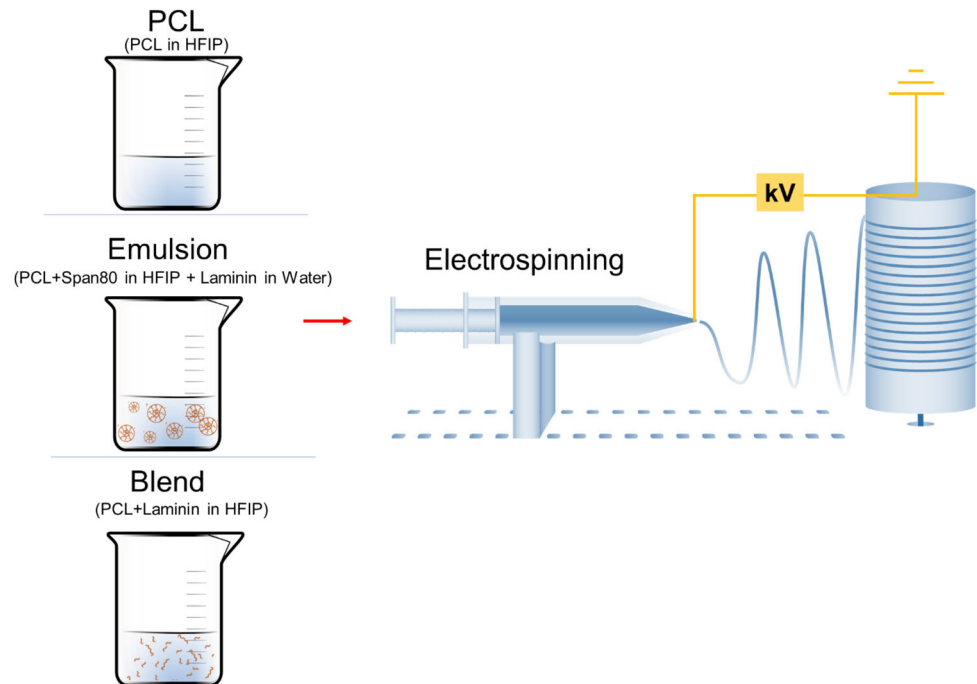 PCL
(PCL in HFIP)
Emulsion
(PCL+Span80 in HFIP + Laminin in Water)
Blend
(PCL+Laminin in HFIP)
Electrospinning
kV